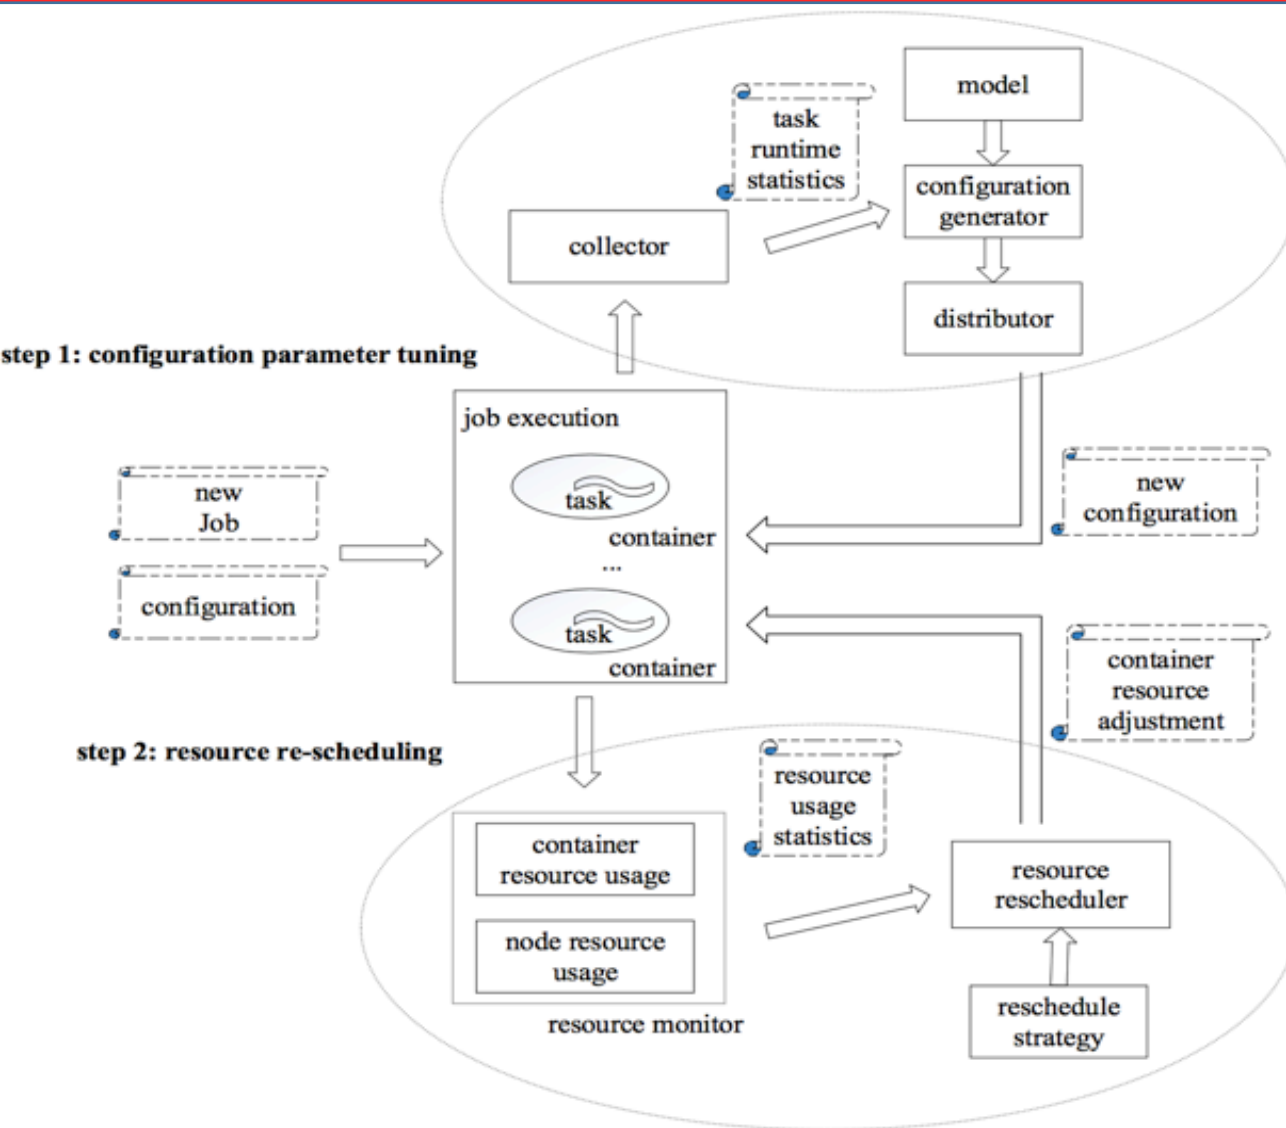 model
task
runtime
statistics
configuration
generator
collector
distributor
step 1: configuration parameter tuning
job execution
task
container
...
task
container
new
Job
configuration
new
configuration
container
resource
adjustment
step 2: resource re-scheduling
resource
usage
statistics
container
resource usage
node resource
usage
resource monitor
resource
rescheduler
reschedule
strategy